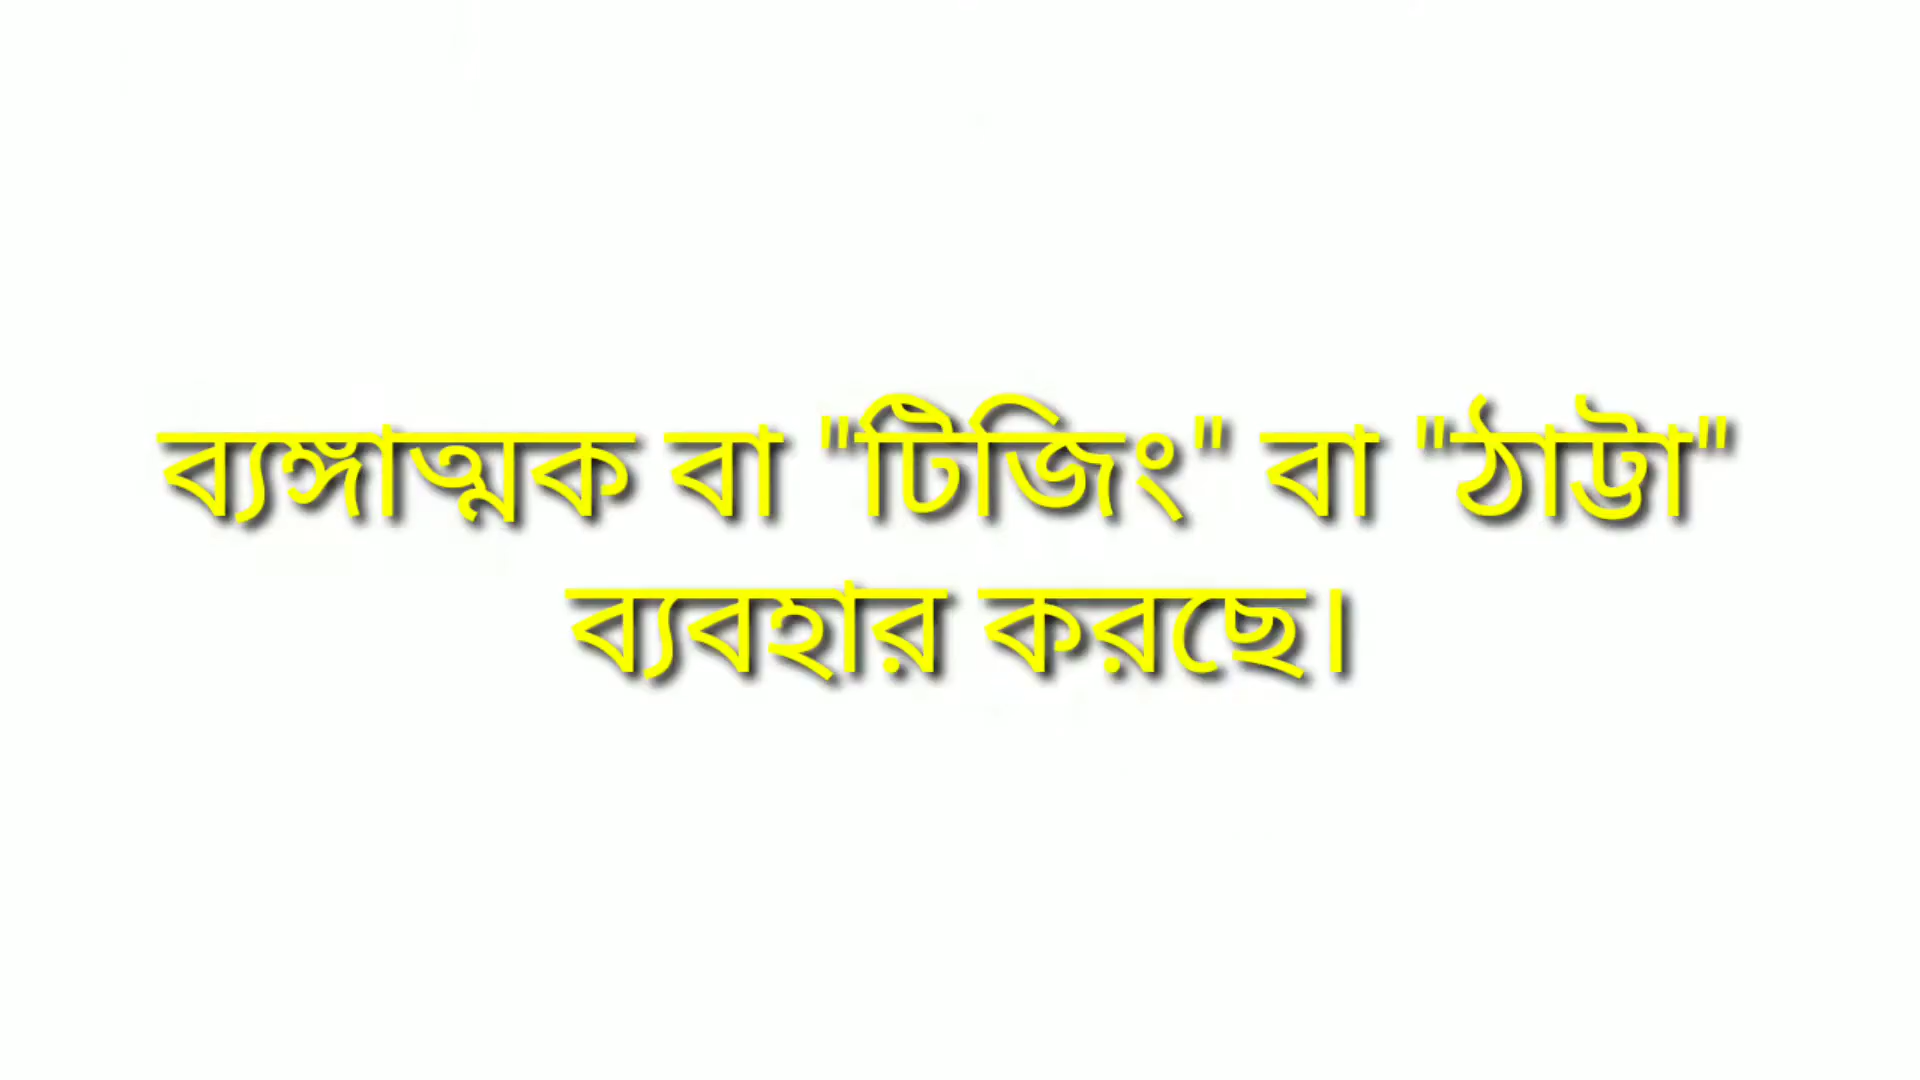 ব্যঙ্গাত্মক বা "টিজিং" বা "ঠাট্টা"
ব্যবহার করছে।